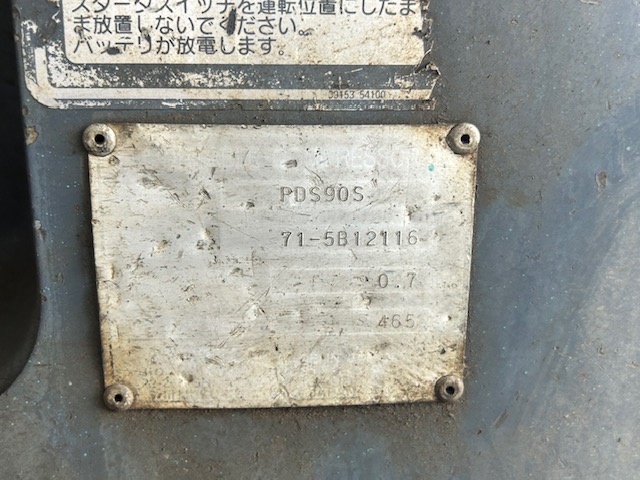 スタータスイッチを運転位置にしたま
ま放置しないでください。
バッテリが放電します。
39153 54100
PDS90S
71-5B12116
0.7
465